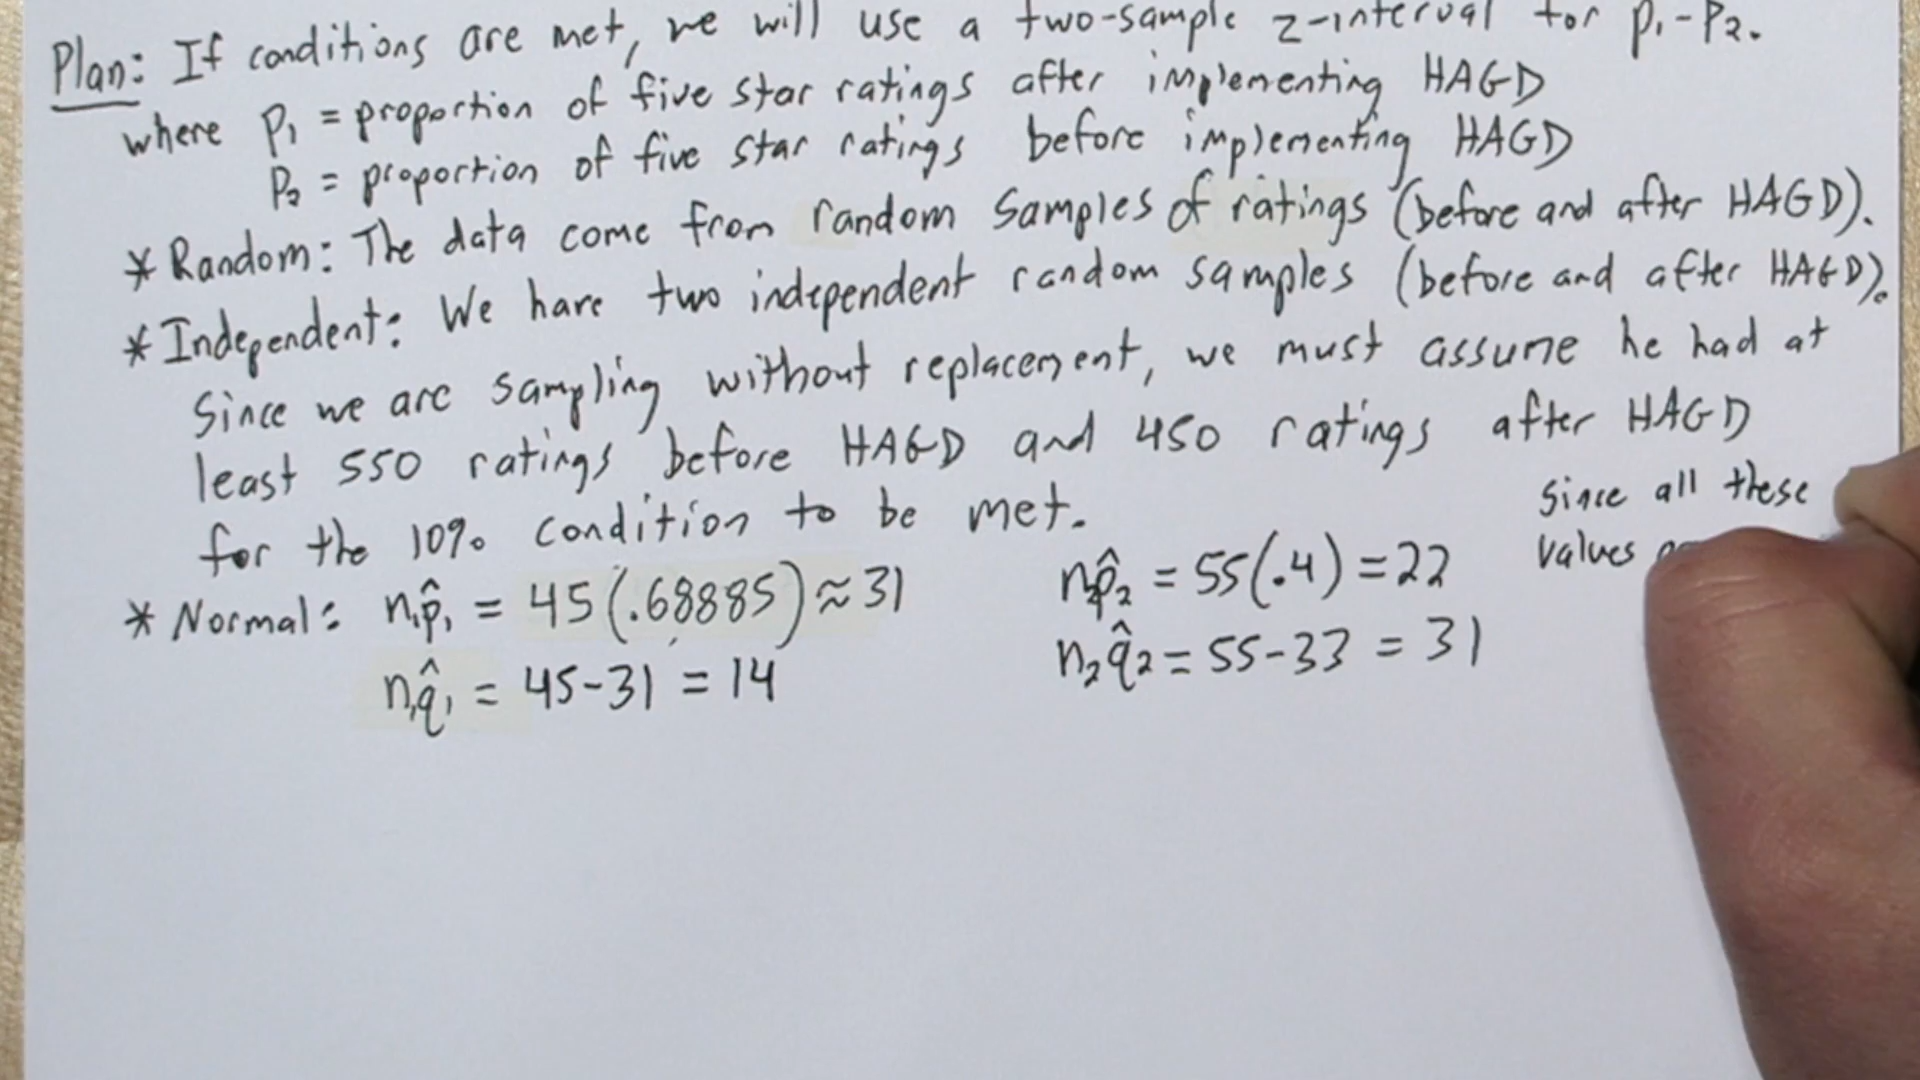 Plan: If conditions are met, we will use a two-sample z-interval for p₁-p₂.
where p₁ = proportion of five star ratings after implementing HAGD
p₂ = proportion of five star ratings before implementing HAGD
* Random: The data come from random samples of ratings (before and after HAGD).
* Independent: We have two independent random samples (before and after HAGD).
Since we are sampling without replacement, we must assume he had at
least 550 ratings before HAGD and 450 ratings after HAGD
for the 10% condition to be met.
* Normal: n₁p̂₁ = 45(.68885) ≈ 31
n₁q̂₁ = 45-31 = 14
n₂p̂₂ = 55(.4) = 22
n₂q̂₂ = 55-33 = 31
Since all these
values